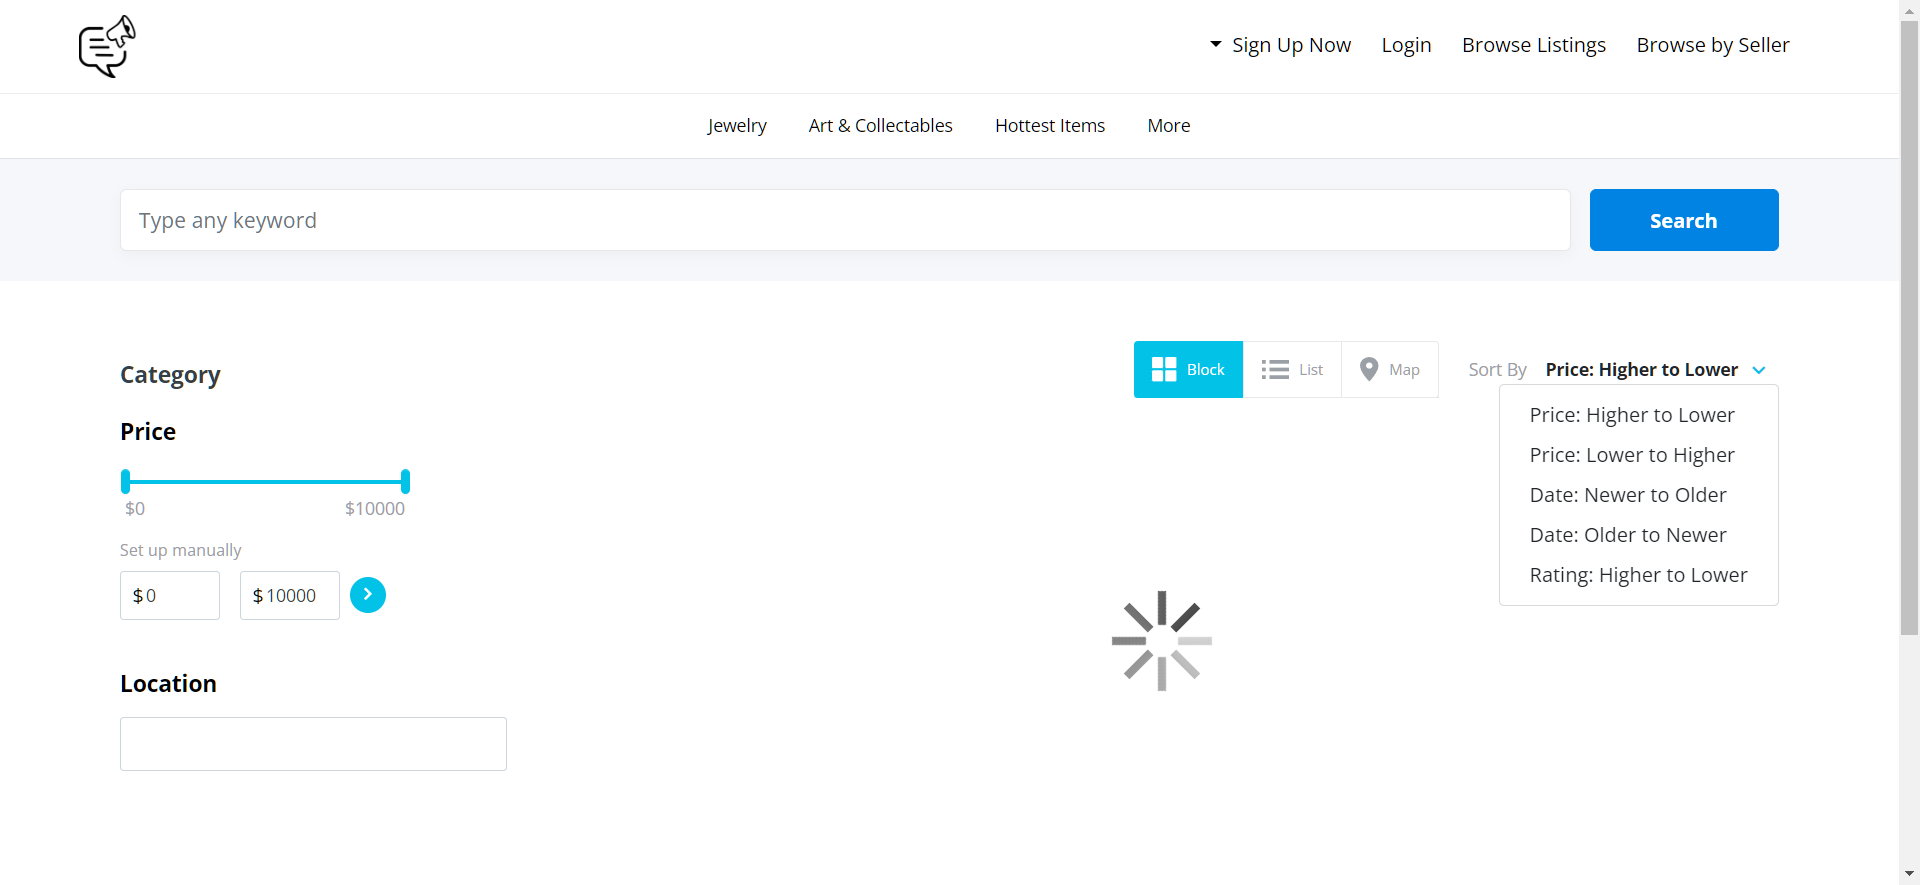 Sign Up Now Login Browse Listings Browse by Seller
Jewelry Art & Collectables Hottest Items More
Type any keyword
Search
Category
Block List Map
Sort By Price: Higher to Lower
Price: Higher to Lower
Price: Lower to Higher
Date: Newer to Older
Date: Older to Newer
Rating: Higher to Lower
Price
$0 $10000
Set up manually
$ 0 $ 10000
Location